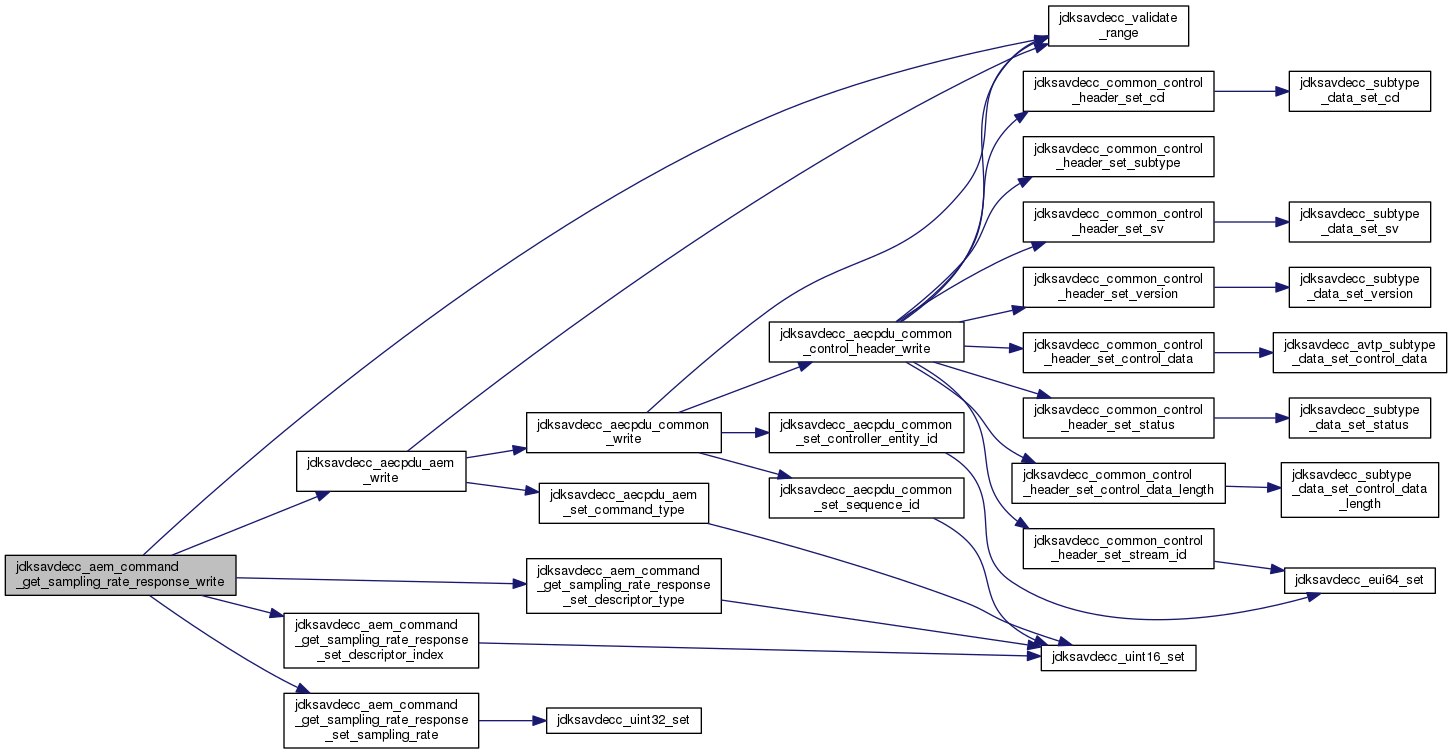 jdksavdecc_validate
_range
jdksavdecc_common_control
_header_set_cd
jdksavdecc_subtype
_data_set_cd
jdksavdecc_common_control
_header_set_subtype
jdksavdecc_common_control
_header_set_sv
jdksavdecc_subtype
_data_set_sv
jdksavdecc_common_control
_header_set_version
jdksavdecc_subtype
_data_set_version
jdksavdecc_aecpdu_common
_control_header_write
jdksavdecc_common_control
_header_set_control_data
jdksavdecc_avtp_subtype
_data_set_control_data
jdksavdecc_common_control
_header_set_status
jdksavdecc_subtype
_data_set_status
jdksavdecc_aecpdu_common
_write
jdksavdecc_aecpdu_common
_set_controller_entity_id
jdksavdecc_aecpdu_aem
_write
jdksavdecc_common_control
_header_set_control_data_length
jdksavdecc_subtype
_data_set_control_data
_length
jdksavdecc_aecpdu_aem
_set_command_type
jdksavdecc_aecpdu_common
_set_sequence_id
jdksavdecc_common_control
_header_set_stream_id
jdksavdecc_eui64_set
jdksavdecc_aem_command
_get_sampling_rate_response_write
jdksavdecc_aem_command
_get_sampling_rate_response
_set_descriptor_type
jdksavdecc_aem_command
_get_sampling_rate_response
_set_descriptor_index
jdksavdecc_uint16_set
jdksavdecc_aem_command
_get_sampling_rate_response
_set_sampling_rate
jdksavdecc_uint32_set